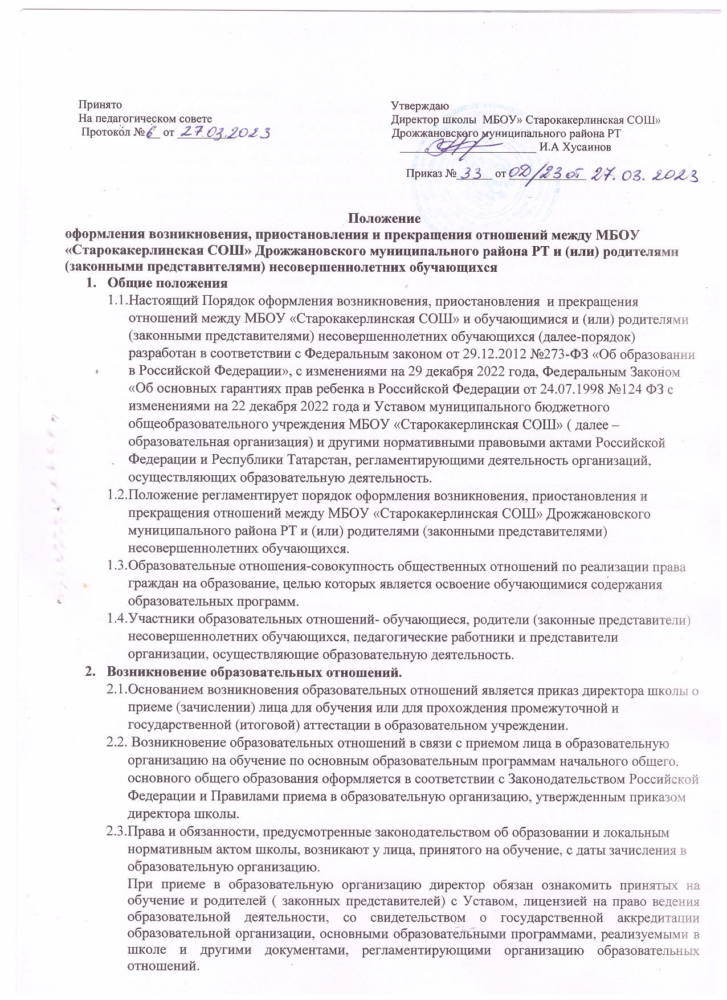 Принято
На педагогическом совете
Протокол № 6 от 27.03.2023
Утверждаю
Директор школы МБОУ» Старокакерлинская СОШ»
Дрожжановского муниципального района РТ
И.А Хусаинов
Приказ № 33 от 02/23 от 27.03.2023
Положение
оформления возникновения, приостановления и прекращения отношений между МБОУ
«Старокакерлинская СОШ» Дрожжановского муниципального района РТ и (или) родителями
(законными представителями) несовершеннолетних обучающихся
1. Общие положения
1.1.Настоящий Порядок оформления возникновения, приостановления и прекращения
отношений между МБОУ «Старокакерлинская СОШ» и обучающимися и (или) родителями
(законными представителями) несовершеннолетних обучающихся (далее-порядок)
разработан в соответствии с Федеральным законом от 29.12.2012 №273-ФЗ «Об образовании
в Российской Федерации», с изменениями на 29 декабря 2022 года, Федеральным Законом
«Об основных гарантиях прав ребенка в Российской Федерации от 24.07.1998 №124 ФЗ с
изменениями на 22 декабря 2022 года и Уставом муниципального бюджетного
общеобразовательного учреждения МБОУ «Старокакерлинская СОШ» ( далее –
образовательная организация) и другими нормативными правовыми актами Российской
Федерации и Республики Татарстан, регламентирующими деятельность организаций,
осуществляющих образовательную деятельность.
1.2.Положение регламентирует порядок оформления возникновения, приостановления и
прекращения отношений между МБОУ «Старокакерлинская СОШ» Дрожжановского
муниципального района РТ и (или) родителями (законными представителями)
несовершеннолетних обучающихся.
1.3.Образовательные отношения-совокупность общественных отношений по реализации права
граждан на образование, целью которых является освоение обучающимися содержания
образовательных программ.
1.4.Участники образовательных отношений- обучающиеся, родители (законные представители)
несовершеннолетних обучающихся, педагогические работники и представители
организации, осуществляющие образовательную деятельность.
2. Возникновение образовательных отношений.
2.1.Основанием возникновения образовательных отношений является приказ директора школы о
приеме (зачислении) лица для обучения или для прохождения промежуточной и
государственной (итоговой) аттестации в образовательном учреждении.
2.2. Возникновение образовательных отношений в связи с приемом лица в образовательную
организацию на обучение по основным образовательным программам начального общего,
основного общего образования оформляется в соответствии с Законодательством Российской
Федерации и Правилами приема в образовательную организацию, утвержденным приказом
директора школы.
2.3.Права и обязанности, предусмотренные законодательством об образовании и локальным
нормативным актом школы, возникают у лица, принятого на обучение, с даты зачисления в
образовательную организацию.
При приеме в образовательную организацию директор обязан ознакомить принятых на
обучение и родителей ( законных представителей) с Уставом, лицензией на право ведения
образовательной деятельности, со свидетельством о государственной аккредитации
образовательной организации, основными образовательными программами, реализуемыми в
школе и другими документами, регламентирующими организацию образовательных
отношений.